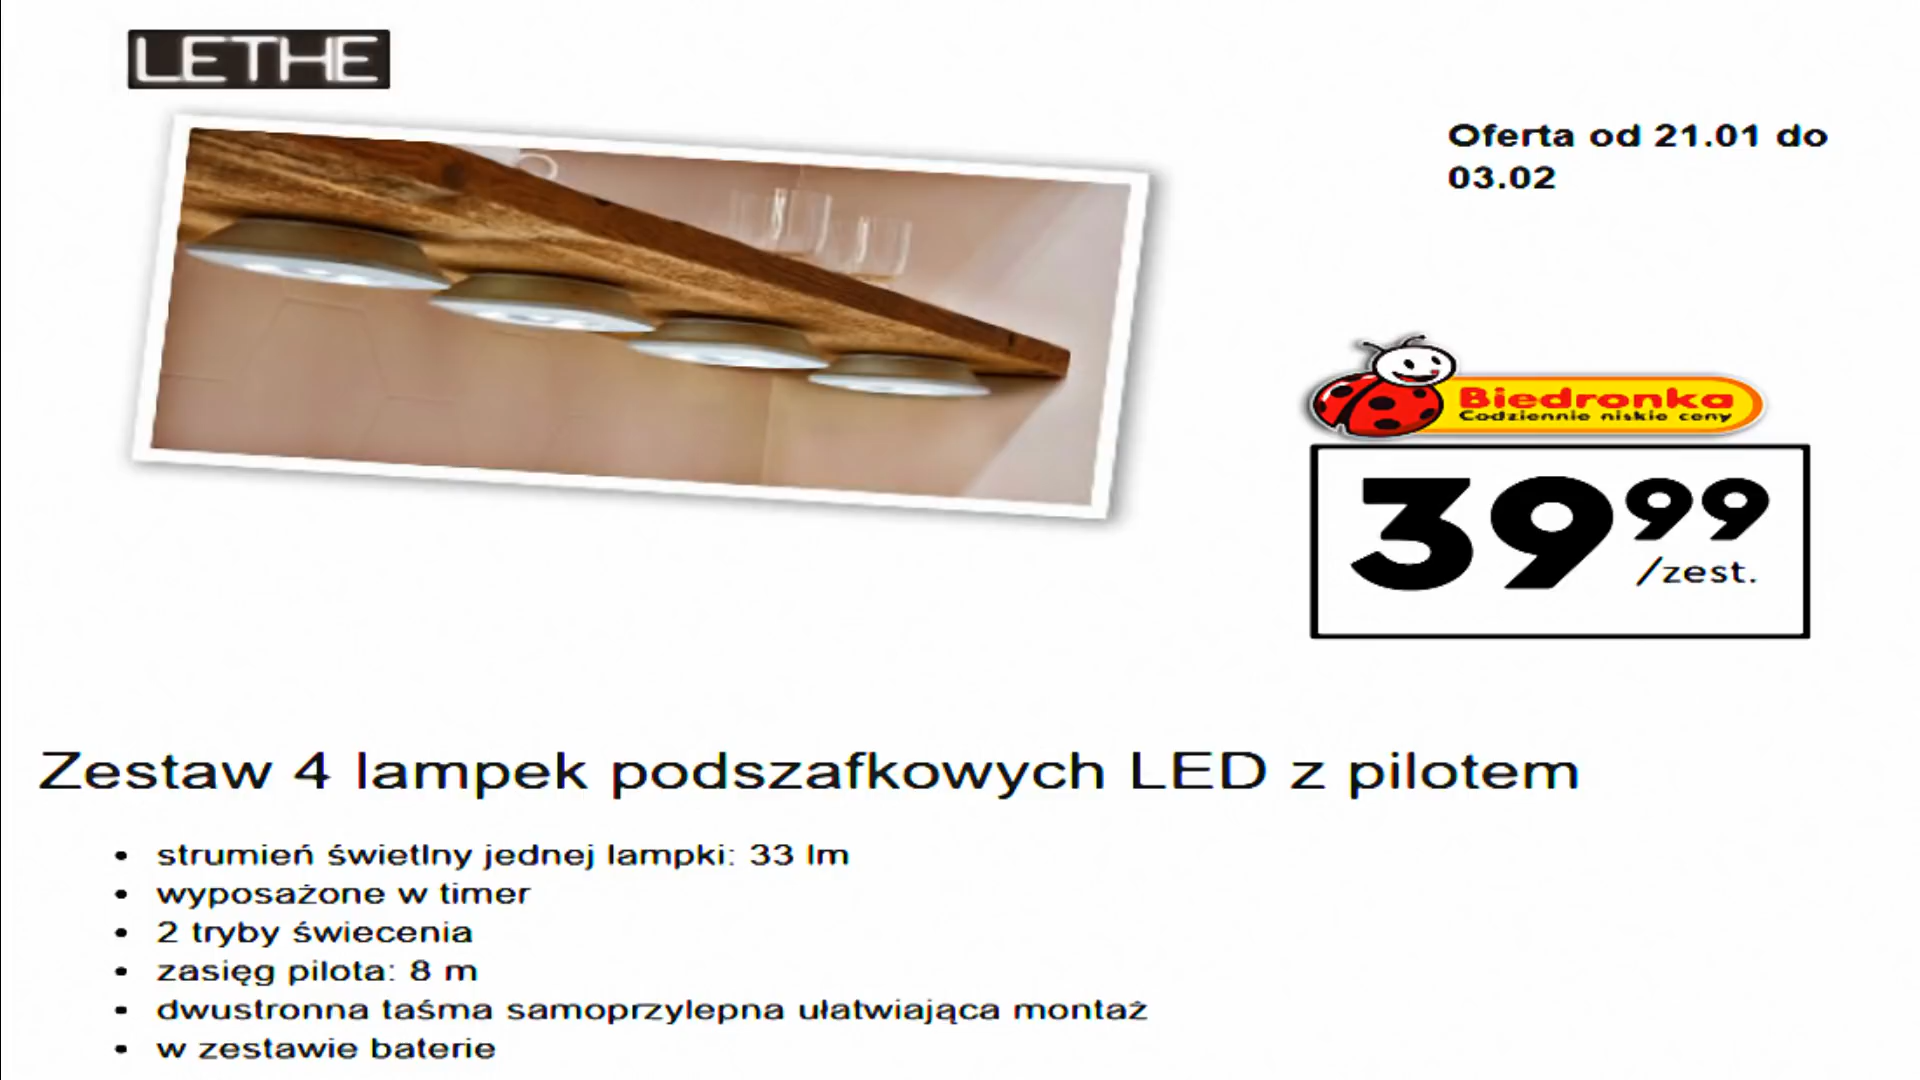 LETHE
Oferta od 21.01 do
03.02
Biedronka
Codziennie niskie ceny
39 99
/zest.
Zestaw 4 lampek podszafkowych LED z pilotem
• strumień świetlny jednej lampki: 33 lm
• wyposażone w timer
• 2 tryby świecenia
• zasięg pilota: 8 m
• dwustronna taśma samoprzylepna ułatwiająca montaż
• w zestawie baterie